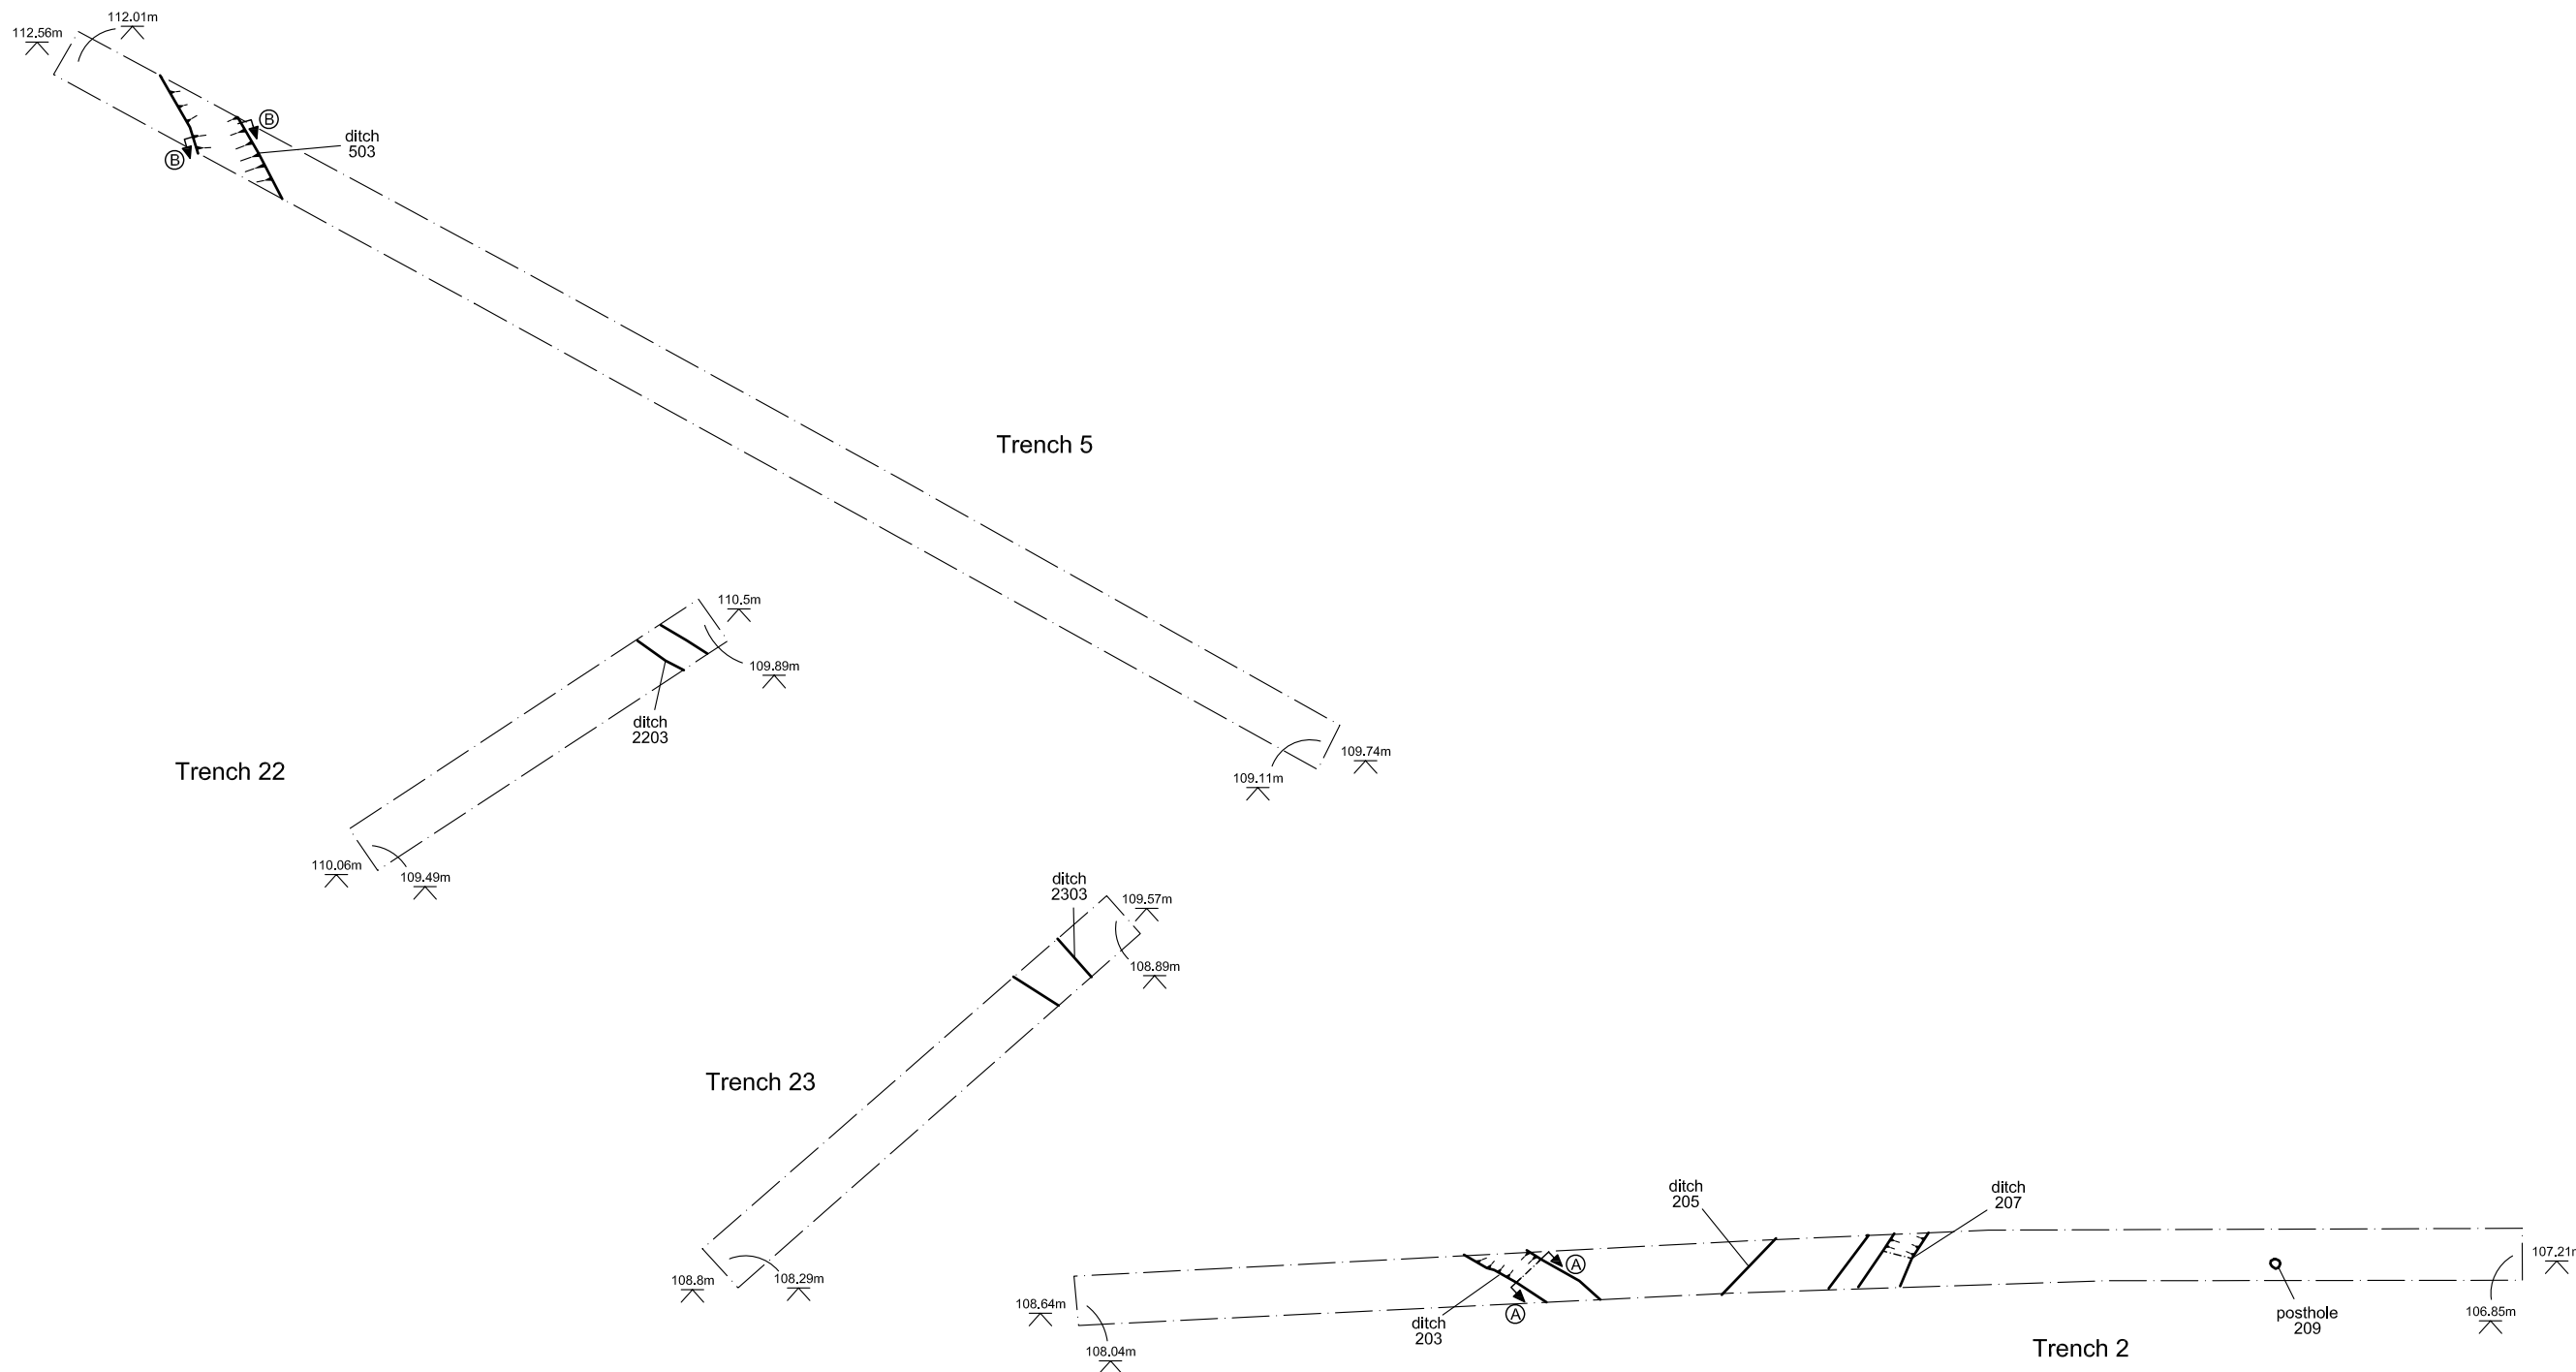 112.01m
112.56m
B
ditch
503
B
Trench 5
110.5m
109.89m
ditch
2203
109.74m
109.11m
Trench 22
110.06m
109.49m
ditch
2303
109.57m
108.89m
Trench 23
108.8m
108.29m
ditch
205
ditch
207
107.21m
A
108.64m
A
ditch
203
posthole
209
106.85m
108.04m
Trench 2